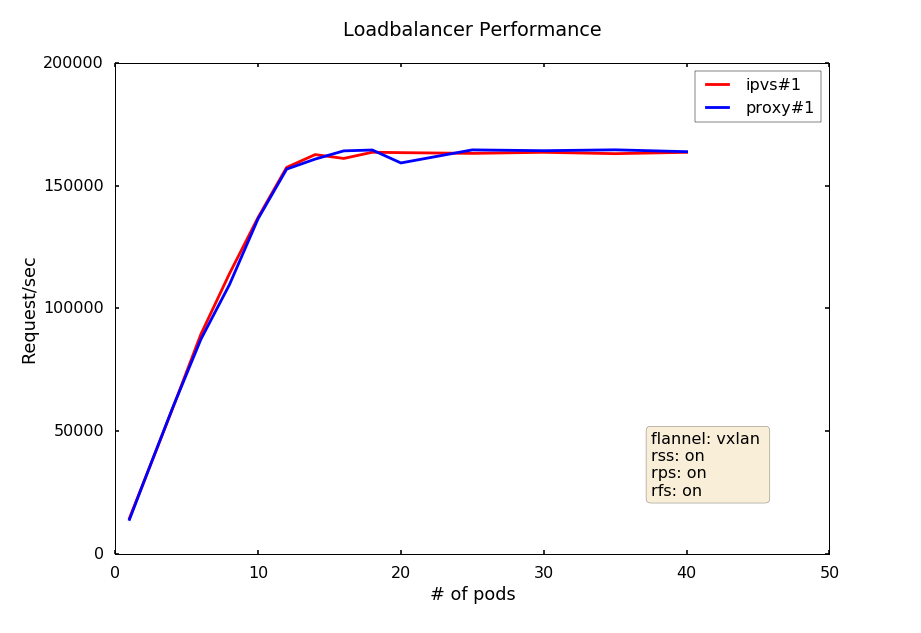 Loadbalancer Performance
200000
150000
100000
50000
0
Request/sec
ipvs#1
proxy#1
flannel: vxlan
rss: on
rps: on
rfs: on
0 10 20 30 40 50
# of pods